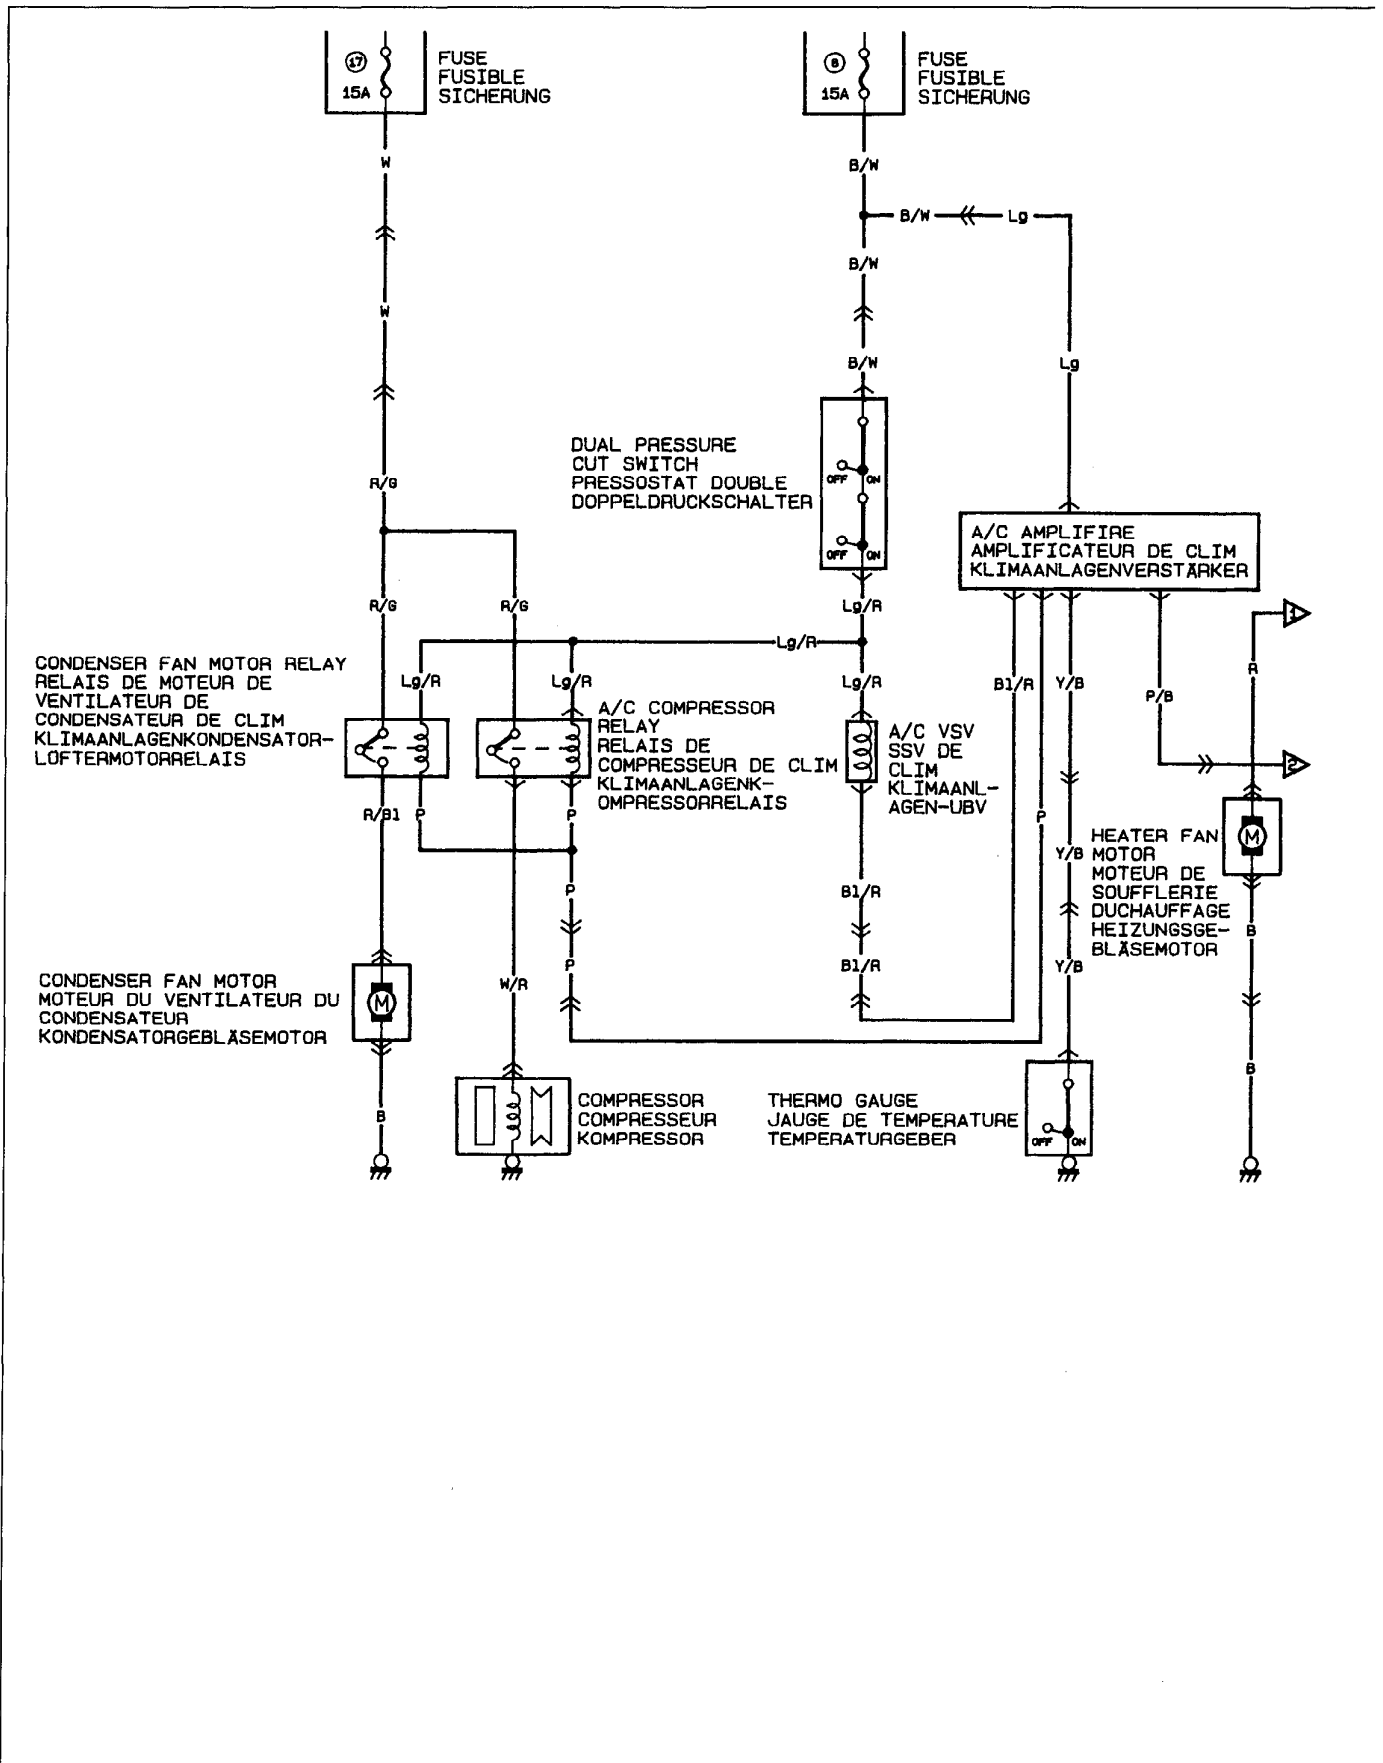 17
15A
FUSE
FUSIBLE
SICHERUNG
8
15A
FUSE
FUSIBLE
SICHERUNG
W
B/W
B/W
Lg
B/W
W
B/W
Lg
R/G
DUAL PRESSURE
CUT SWITCH
PRESSOSTAT DOUBLE
DOPPELDRUCKSCHALTER
OFF
ON
OFF
ON
A/C AMPLIFIRE
AMPLIFICATEUR DE CLIM
KLIMAANLAGENVERSTÄRKER
R/G
R/G
Lg/R
1
Lg/R
CONDENSER FAN MOTOR RELAY
RELAIS DE MOTEUR DE
VENTILATEUR DE
CONDENSATEUR DE CLIM
KLIMAANLAGENKONDENSATOR-
LOFTERMOTORRELAIS
Lg/R
Lg/R
Lg/R
Bl/R
Y/B
P/B
R
A/C COMPRESSOR
RELAY
RELAIS DE
COMPRESSEUR DE CLIM
KLIMAANLAGENK-
OMPRESSORRELAIS
A/C VSV
SSV DE
CLIM
KLIMAANL-
AGEN-UBV
2
R/Bl
P
P
P
HEATER FAN
MOTOR
MOTEUR DE
SOUFFLERIE
DUCHAUFFAGE
HEIZUNGSGE-
BLÄSEMOTOR
M
Y/B
P
Bl/R
B
P
Bl/R
Y/B
W/R
CONDENSER FAN MOTOR
MOTEUR DU VENTILATEUR DU
CONDENSATEUR
KONDENSATORGEBLÄSEMOTOR
M
B
B
COMPRESSOR
COMPRESSEUR
KOMPRESSOR
THERMO GAUGE
JAUGE DE TEMPERATURE
TEMPERATURGEBER
OFF
ON